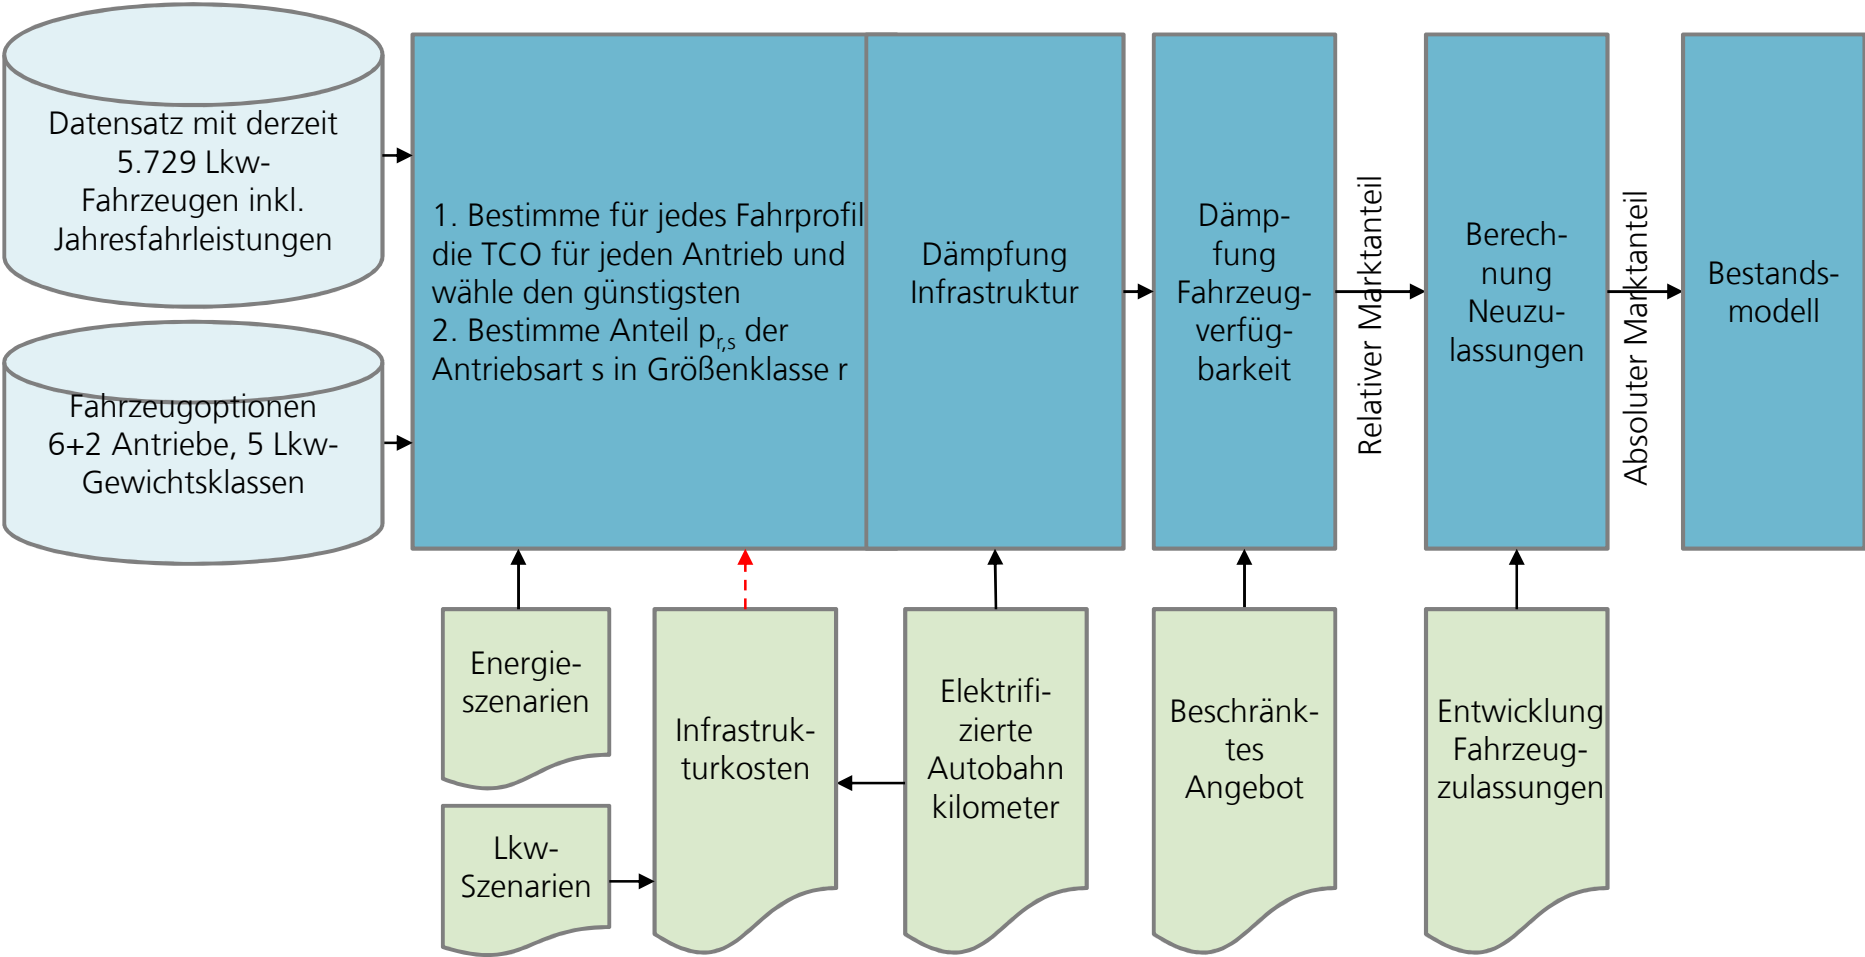 Datensatz mit derzeit
5.729 Lkw-
Fahrzeugen inkl.
Jahresfahrleistungen
Fahrzeugoptionen
6+2 Antriebe, 5 Lkw-
Gewichtsklassen
1. Bestimme für jedes Fahrprofil
die TCO für jeden Antrieb und
wähle den günstigsten
2. Bestimme Anteil pr,s der
Antriebsart s in Größenklasse r
Dämpfung
Infrastruktur
Dämp-
fung
Fahrzeug-
verfüg-
barkeit
Relativer Marktanteil
Berech-
nung
Neuzu-
lassungen
Absoluter Marktanteil
Bestands-
modell
Energie-
szenarien
Lkw-
Szenarien
Infrastruk-
turkosten
Elektrifi-
zierte
Autobahn
kilometer
Beschränk-
tes
Angebot
Entwicklung
Fahrzeug-
zulassungen